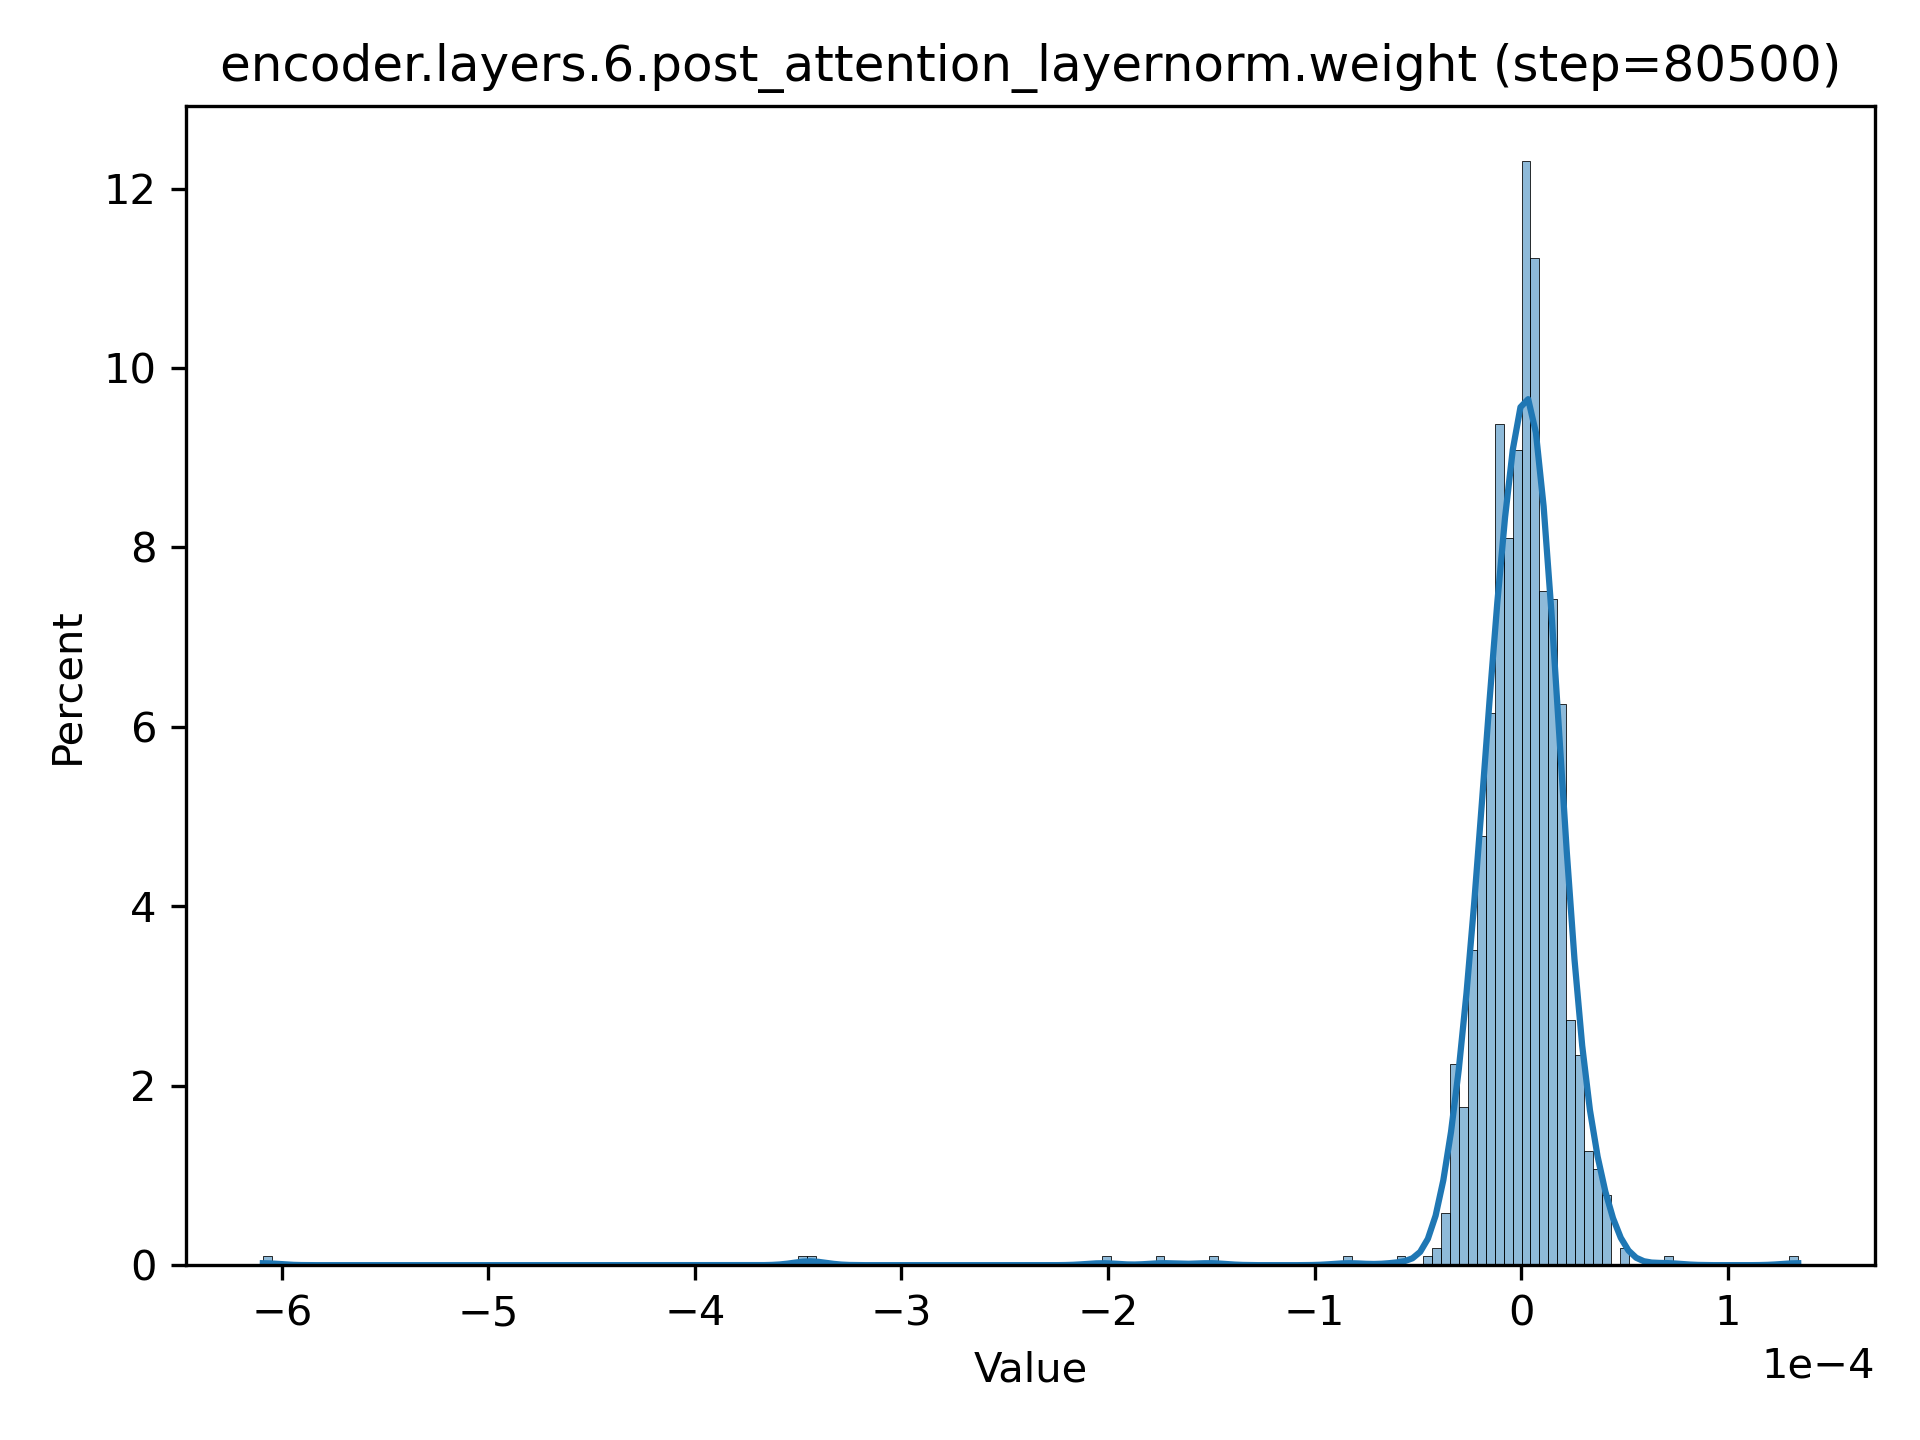 encoder.layers.6.post_attention_layernorm.weight (step=80500)
12
10
8
6
4
2
0
Percent
−6 −5 −4 −3 −2 −1 0 1
1e−4
Value